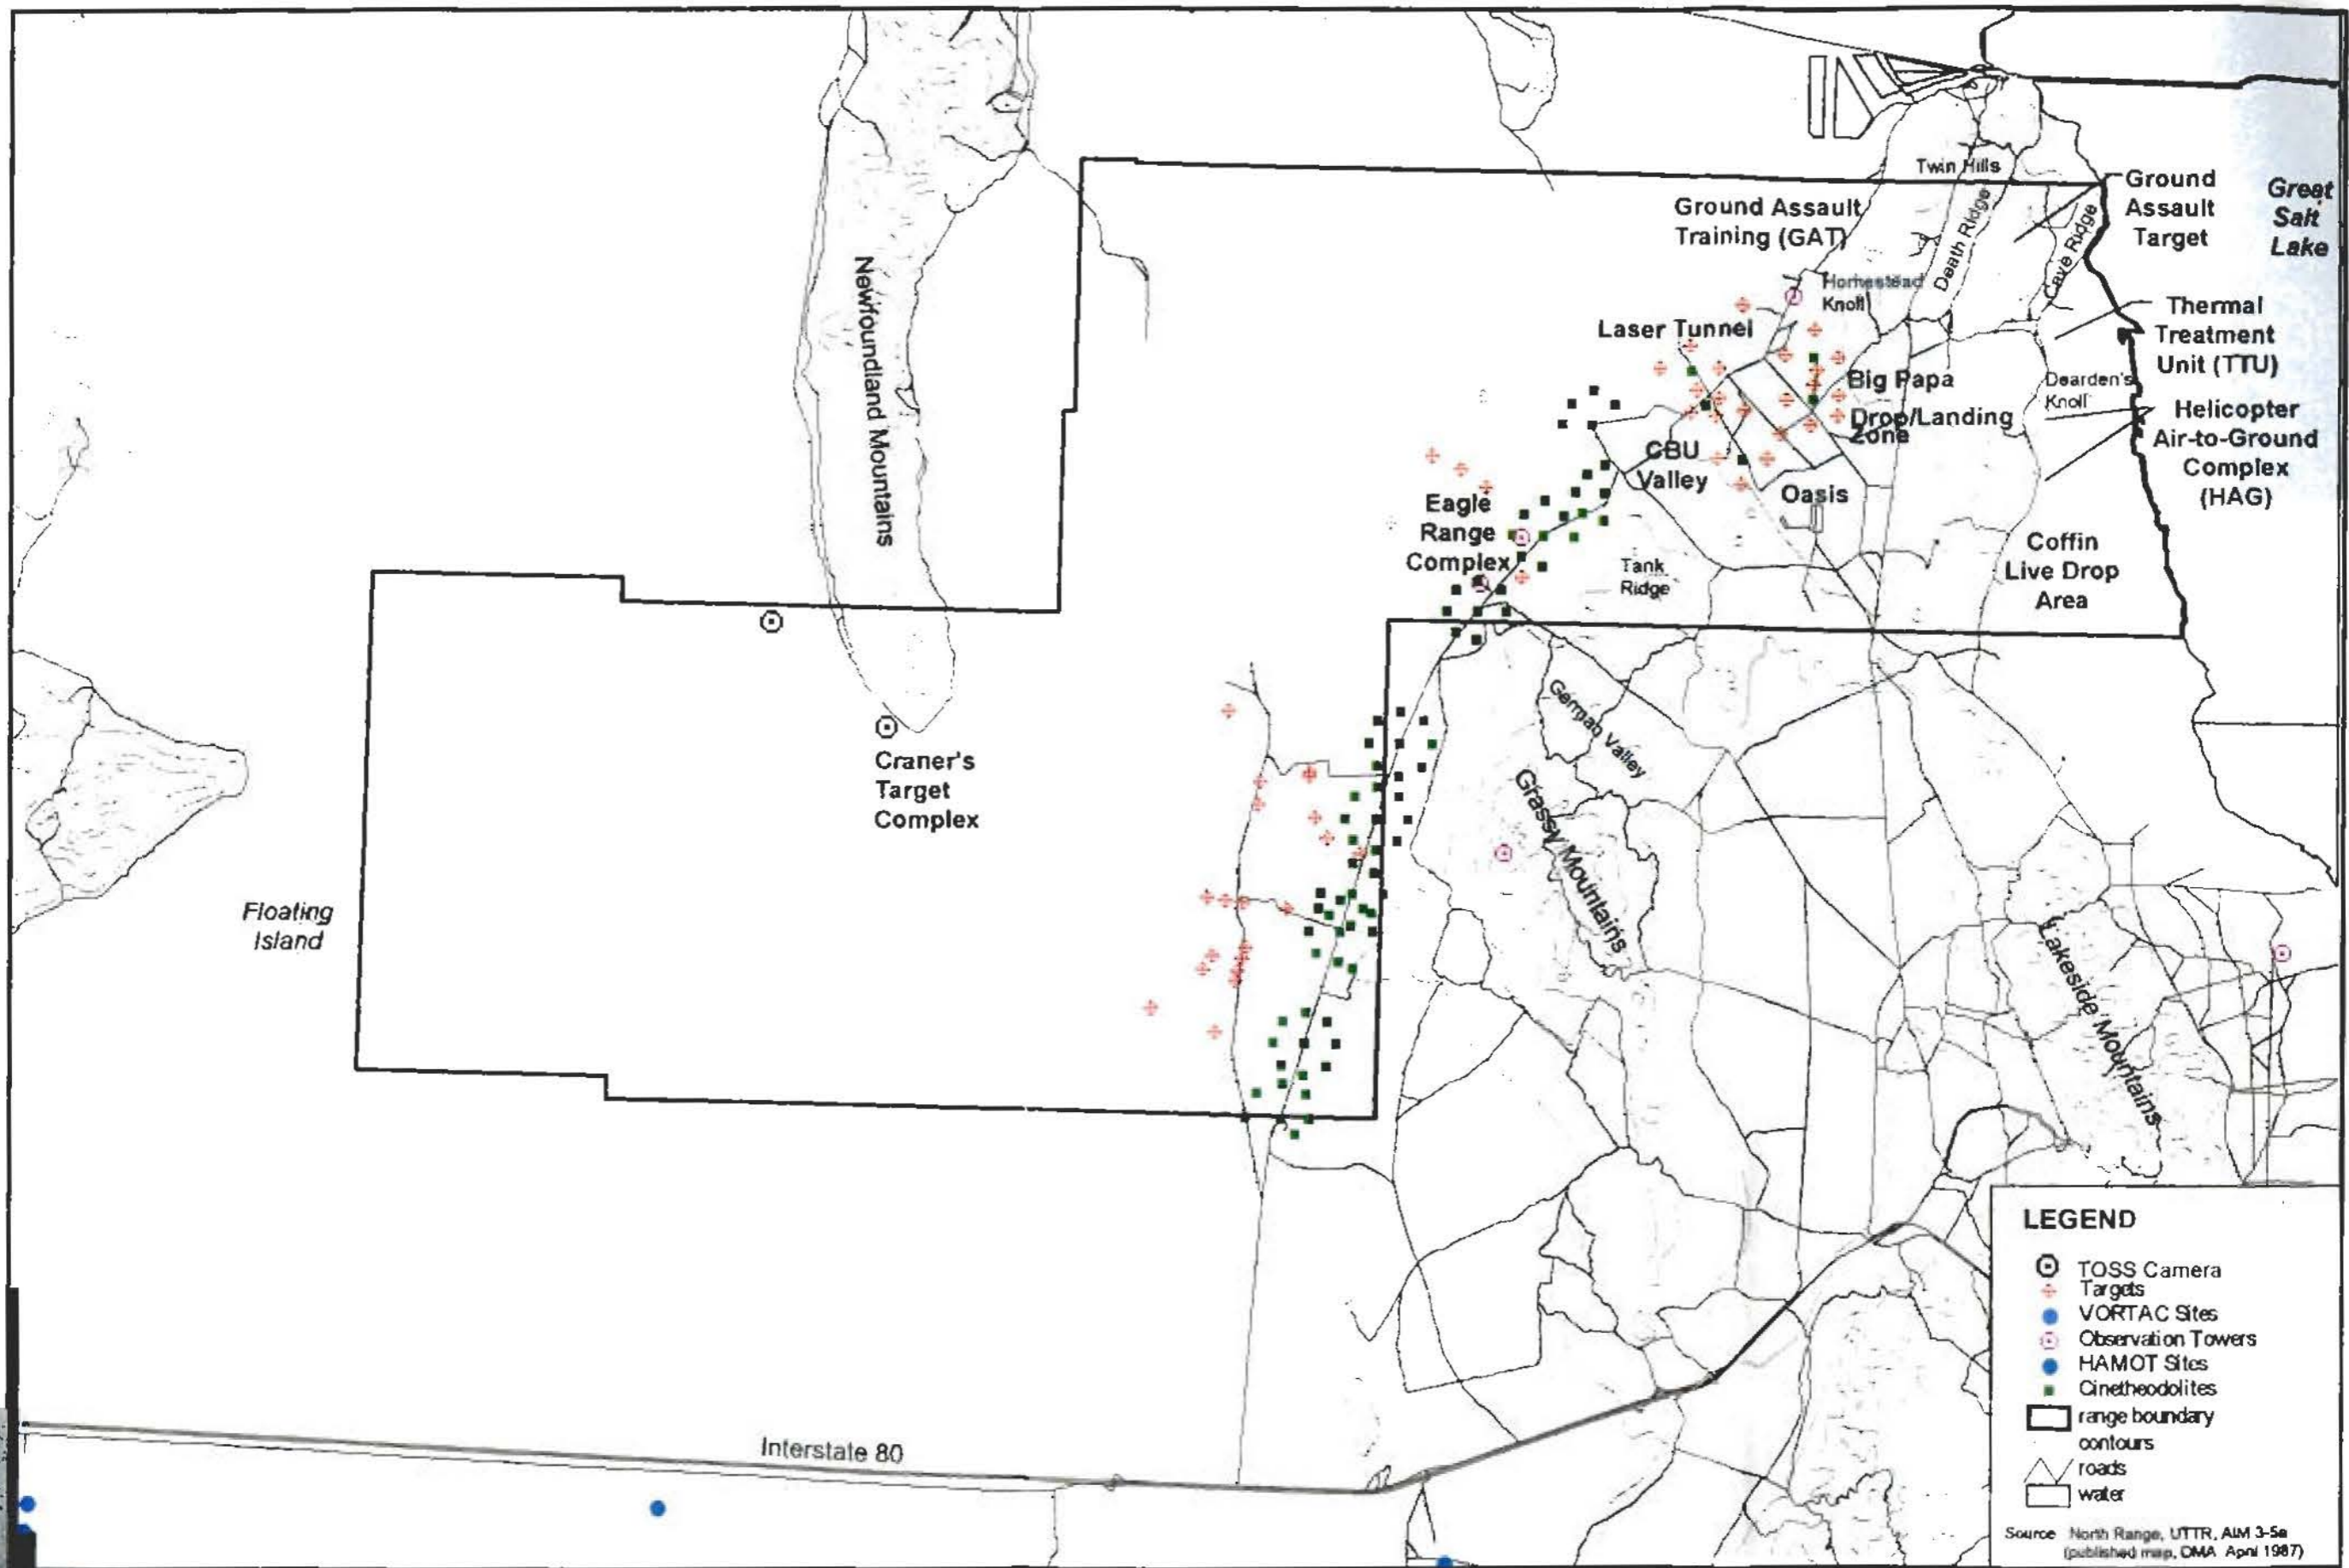 Twin Hills
Ground
Assault
Target
Great
Salt
Lake
Ground Assault
Training (GAT)
Death Ridge
Cave Ridge
Homestead
Knoll
Laser Tunnel
Thermal
Treatment
Unit (TTU)
Big Papa
Dearden's
Knoll
Drop/Landing
Zone
Helicopter
Air-to-Ground
Complex
(HAG)
CBU
Valley
Oasis
Newfoundland Mountains
Eagle
Range
Complex
Tank
Ridge
Coffin
Live Drop
Area
German Valley
Craner's
Target
Complex
Grassy Mountains
Floating
Island
Lakeside Mountains
Interstate 80
LEGEND
TOSS Camera
Targets
VORTAC Sites
Observation Towers
HAMOT Sites
Cinetheodolites
range boundary
contours
roads
water
Source North Range, UTTR, AIM 3-5a
(published map, DMA April 1987)